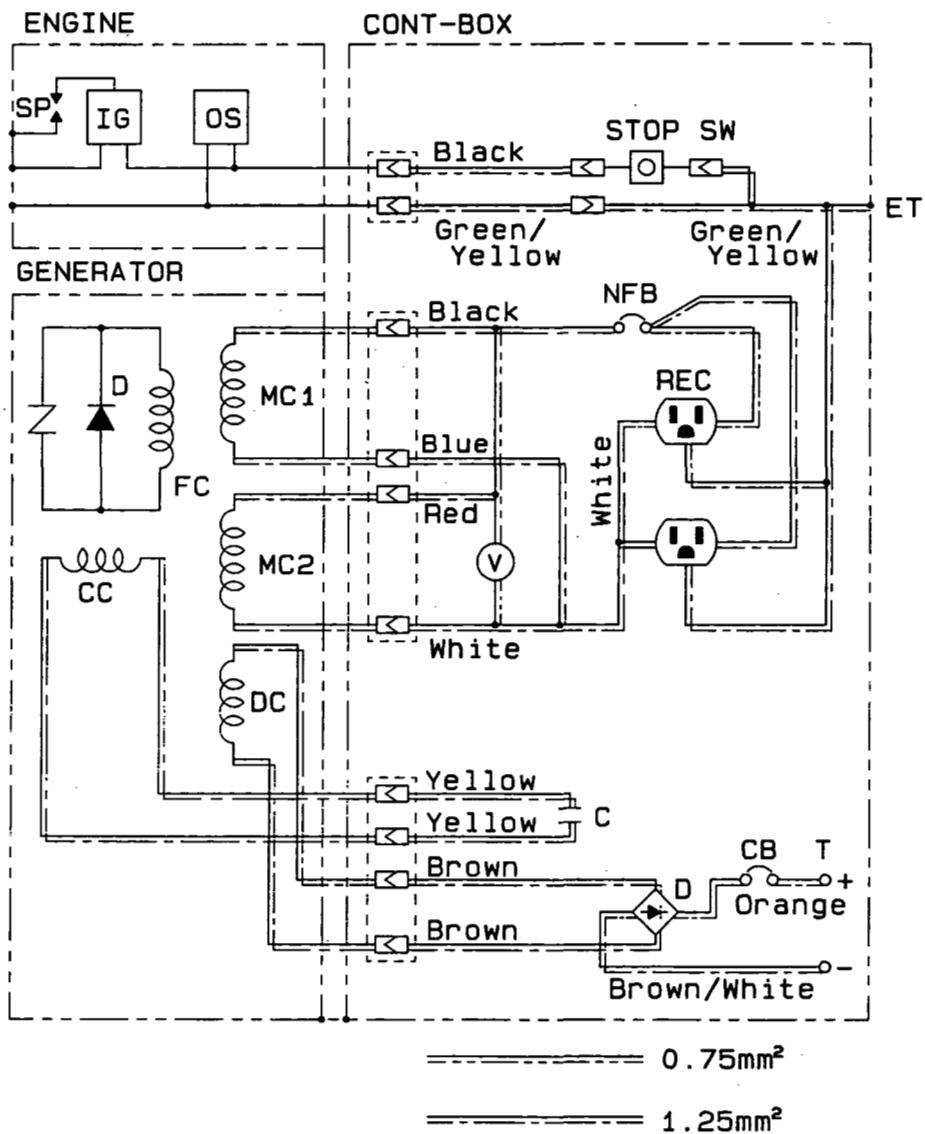 ENGINE
CONT-BOX
SP
IG
OS
STOP SW
Black
ET
Green/
Yellow
Green/
Yellow
GENERATOR
NFB
Black
D
MC1
REC
Blue
FC
White
Red
MC2
V
CC
White
DC
Yellow
C
Yellow
CB
T
Brown
D
+
Orange
Brown
-
Brown/White
0.75mm²
1.25mm²